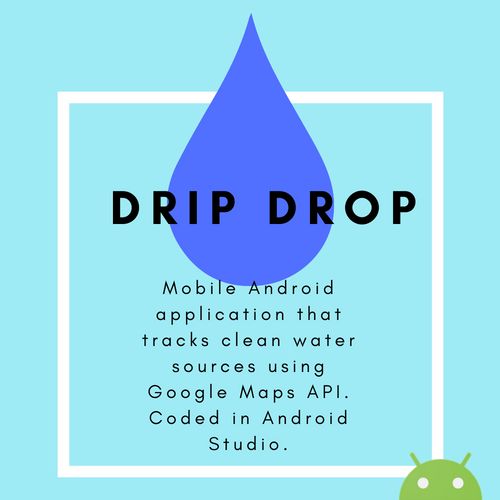 DRIP DROP
Mobile Android
application that
tracks clean water
sources using
Google Maps API.
Coded in Android
Studio.